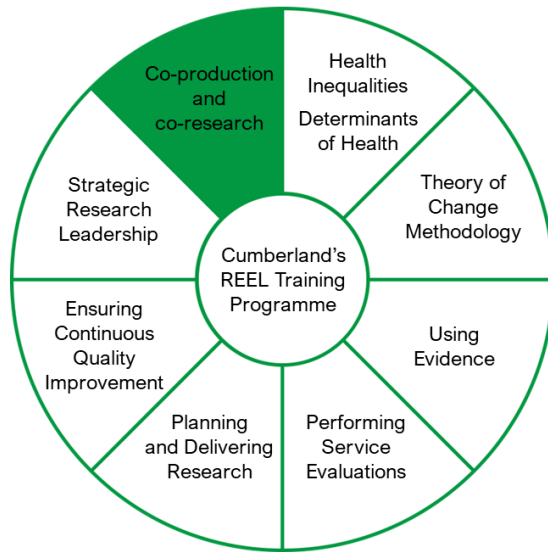 Co-production
and
co-research
Health
Inequalities
Determinants
of Health
Theory of
Change
Methodology
Using
Evidence
Performing
Service
Evaluations
Planning
and Delivering
Research
Ensuring
Continuous
Quality
Improvement
Strategic
Research
Leadership
Cumberland’s
REEL Training
Programme